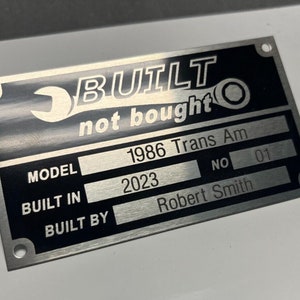 BUILT
not bought
MODEL 1986 Trans Am
BUILT IN 2023 NO 01
BUILT BY Robert Smith